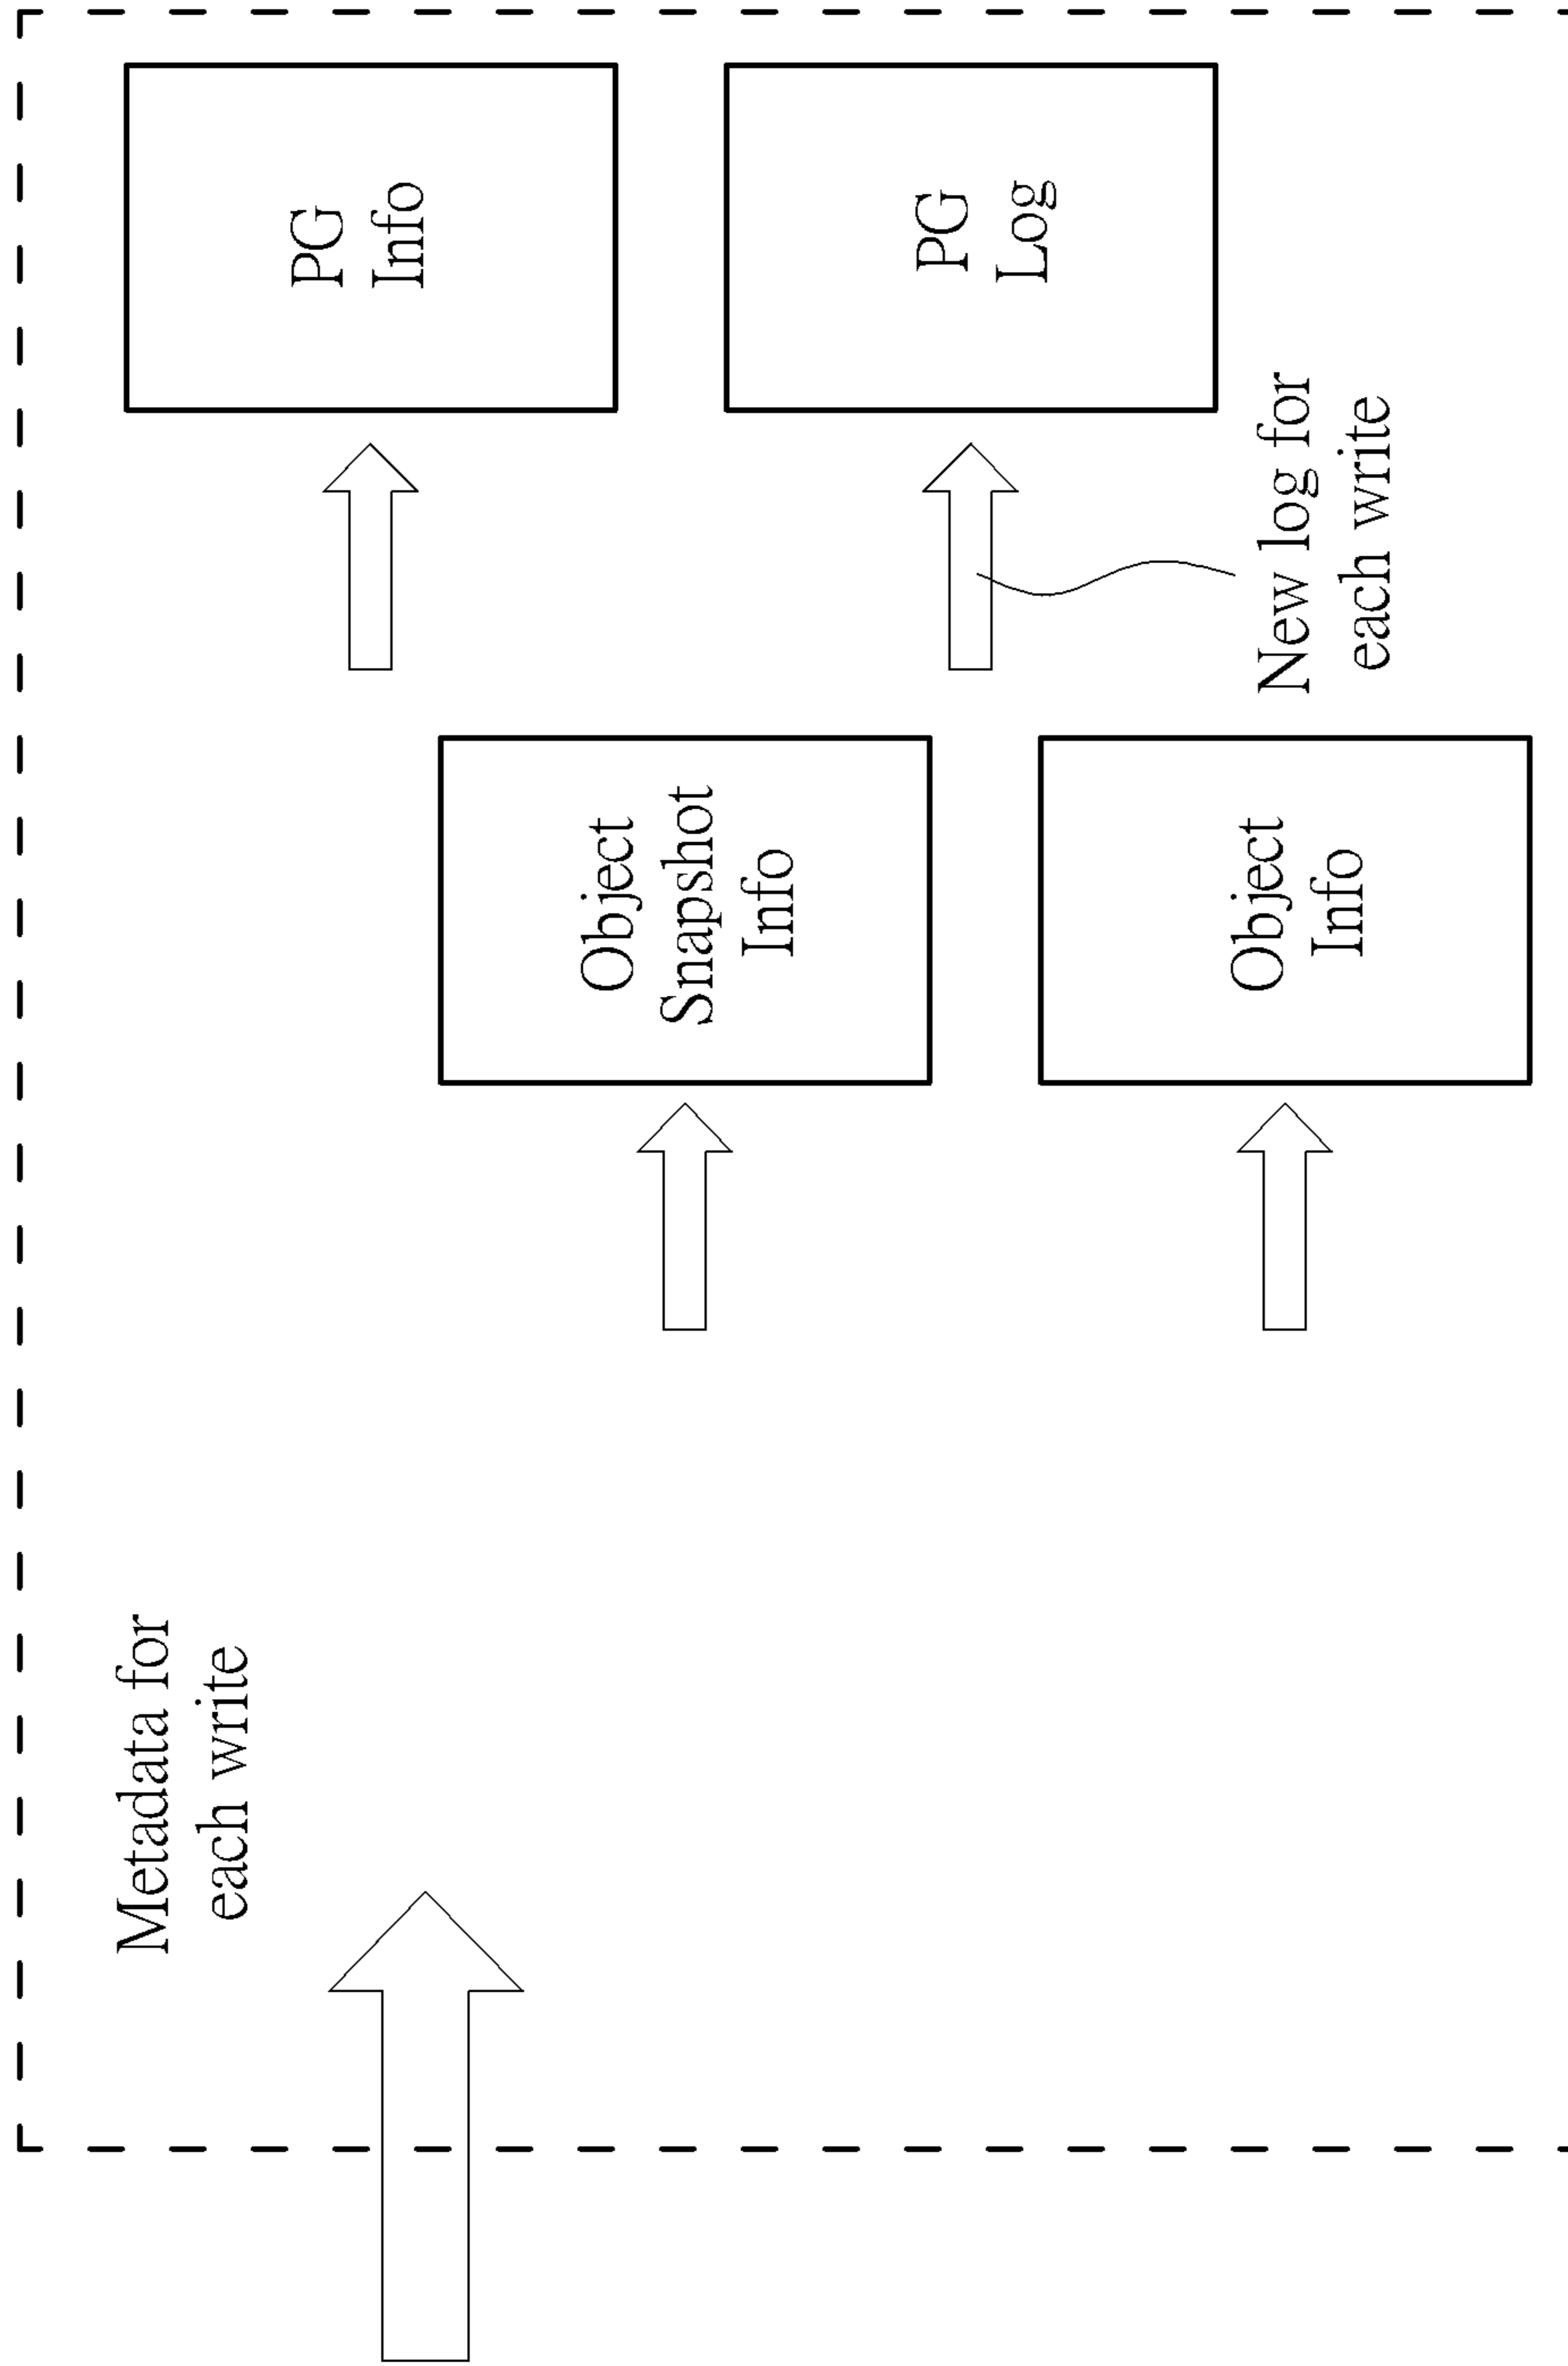 Metadata for
each write
Object
Snapshot
Info
Object
Info
PG
Info
PG
Log
New log for
each write